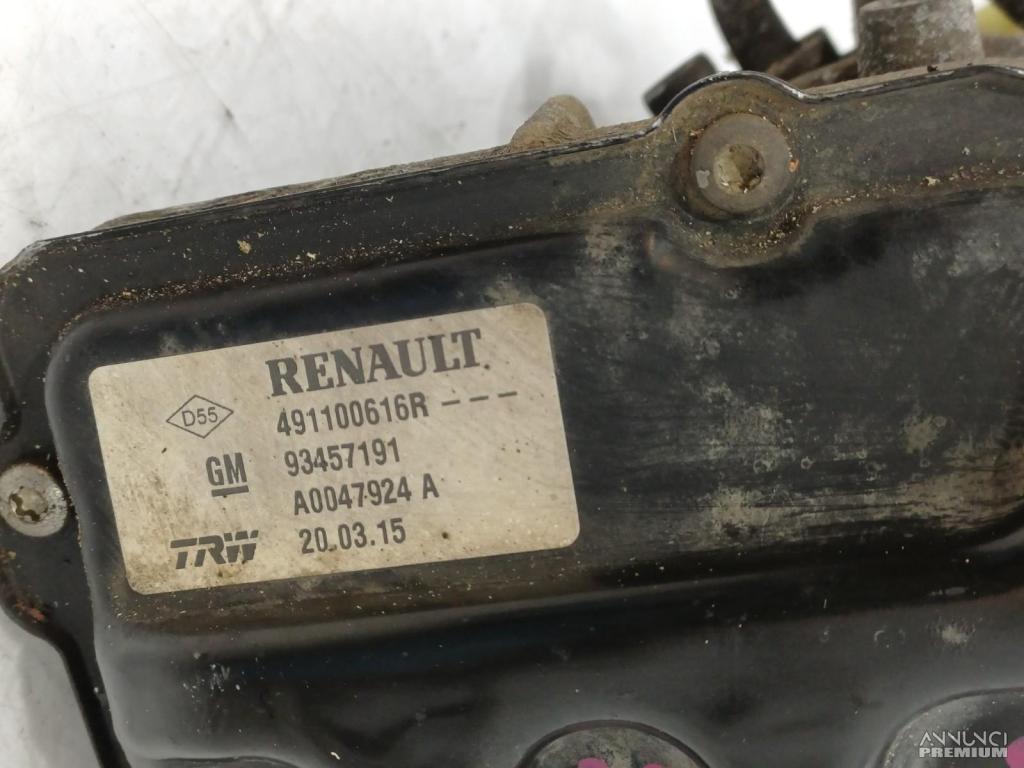 RENAULT
D55 491100616R ---
GM 93457191
A0047924 A
TRW 20.03.15
ANNUNCI
PREMIUM